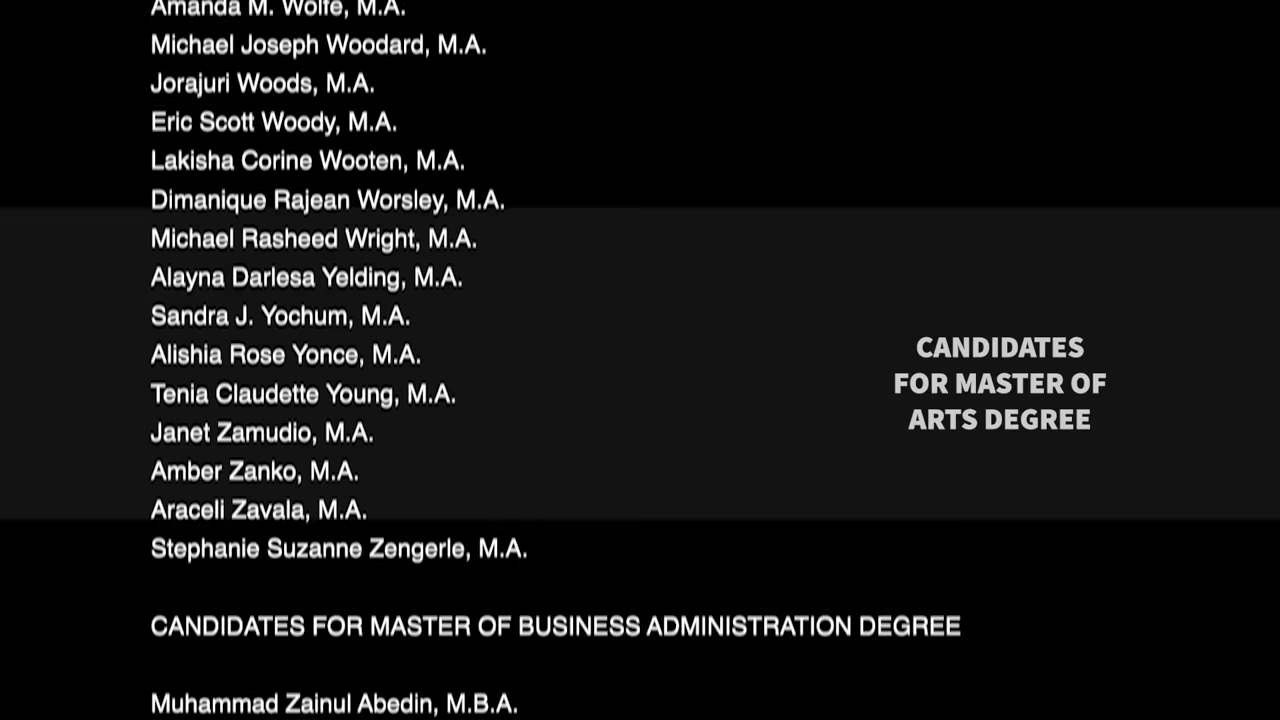 Amanda M. Wolfe, M.A.
Michael Joseph Woodard, M.A.
Jorajuri Woods, M.A.
Eric Scott Woody, M.A.
Lakisha Corine Wooten, M.A.
Dimanique Rajean Worsley, M.A.
Michael Rasheed Wright, M.A.
Alayna Darlesa Yelding, M.A.
Sandra J. Yochum, M.A.
Alishia Rose Yonce, M.A.
Tenia Claudette Young, M.A.
Janet Zamudio, M.A.
Amber Zanko, M.A.
Araceli Zavala, M.A.
Stephanie Suzanne Zengerle, M.A.
CANDIDATES FOR MASTER OF BUSINESS ADMINISTRATION DEGREE
Muhammad Zainul Abedin, M.B.A.
CANDIDATES
FOR MASTER OF
ARTS DEGREE